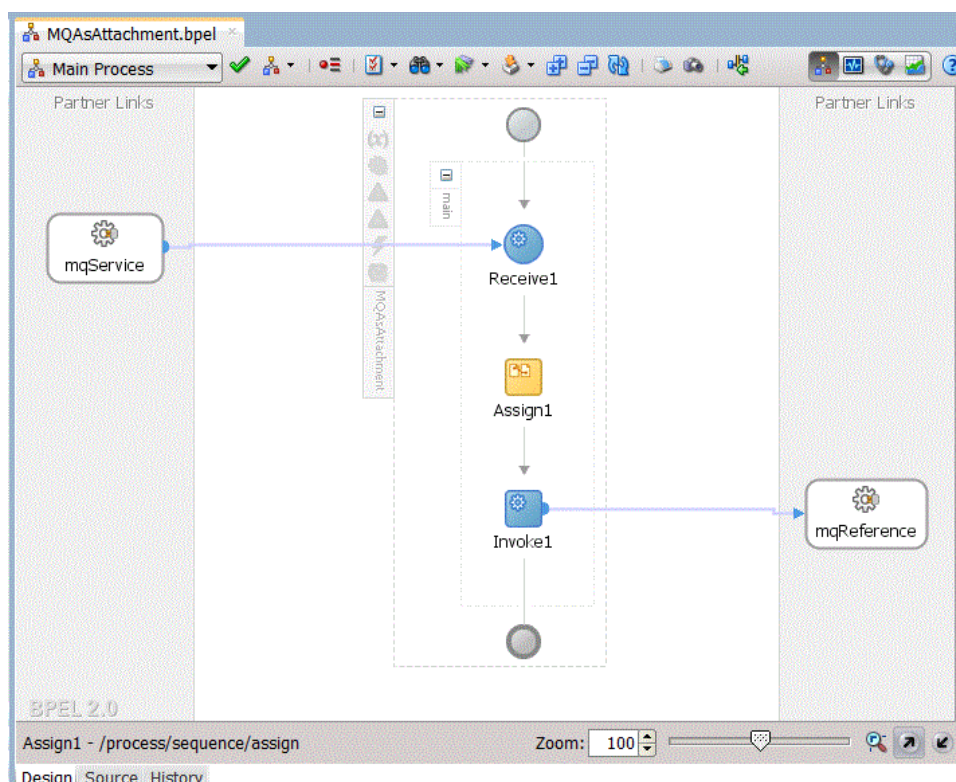 MQAsAttachment.bpel
Main Process
Partner Links
Partner Links
(x)
main
mqService
Receive1
MQAsAttachment
Assign1
Invoke1
mqReference
BPEL 2.0
Assign1 - /process/sequence/assign
Zoom: 100
Design Source History